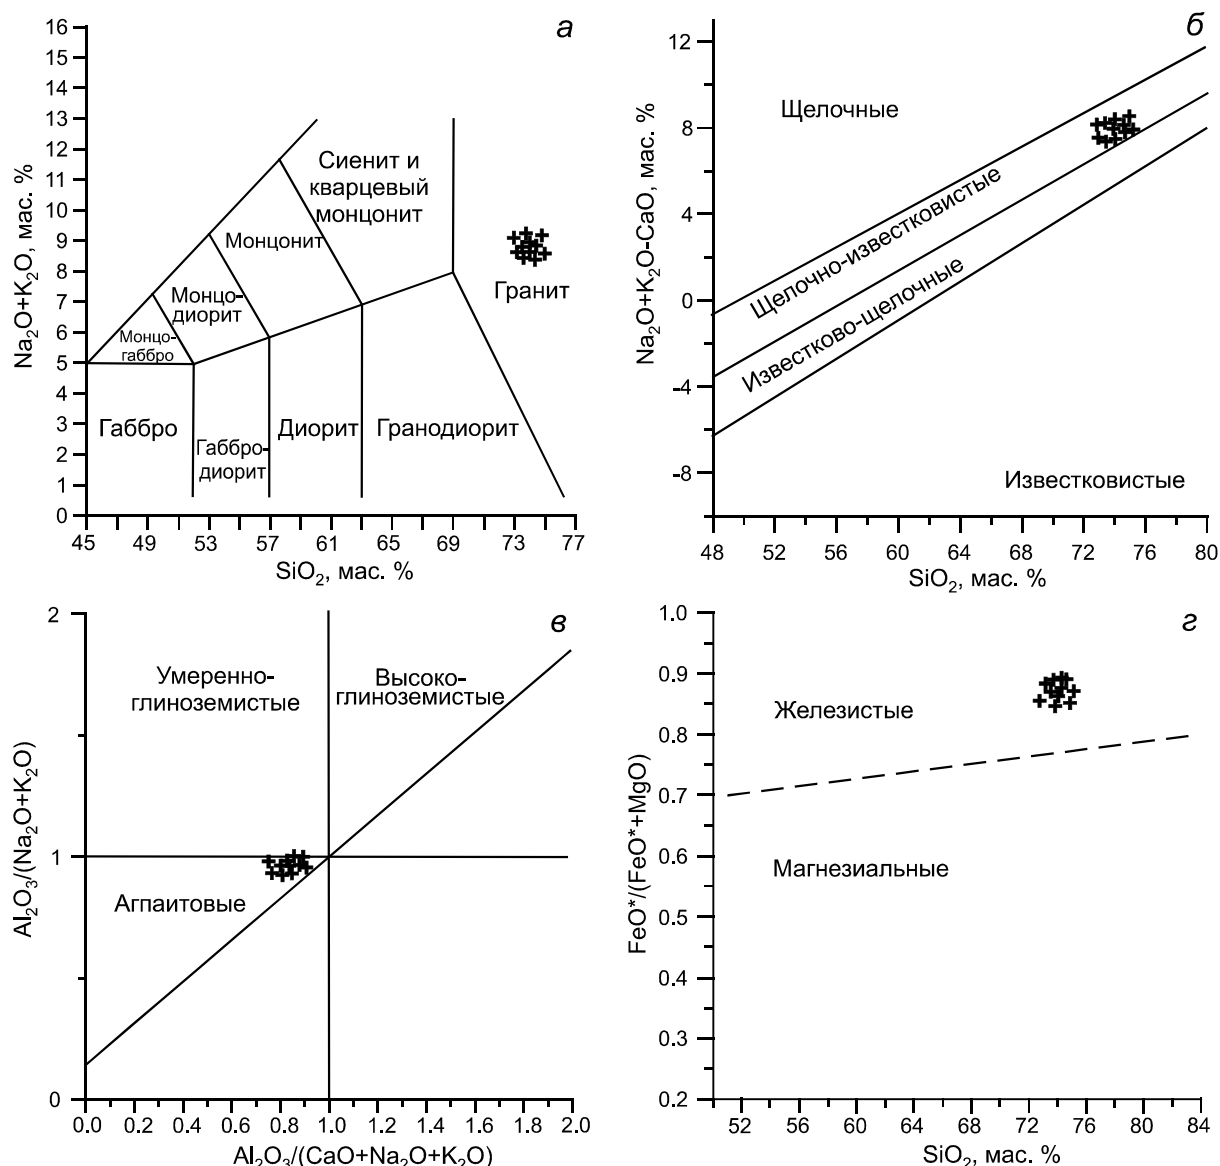 а
16
15
14
13
12
11
10
9
8
7
6
5
4
3
2
1
0
Na₂O+K₂O, мас. %
Сиенит и
кварцевый
монцонит
Монцонит
Гранит
Монцо-
диорит
Монцо-
габбро
Габбро
Габбро-
диорит
Диорит
Гранодиорит
45 49 53 57 61 65 69 73 77
SiO₂, мас. %
б
12
8
4
0
-4
-8
Na₂O+K₂O-CaO, мас. %
Щелочные
Щелочно-известковистые
Известково-щелочные
Известковистые
48 52 56 60 64 68 72 76 80
SiO₂, мас. %
в
2
1
0
Al₂O₃/(Na₂O+K₂O)
Умеренно-
глиноземистые
Высоко-
глиноземистые
Агпаитовые
0.0 0.2 0.4 0.6 0.8 1.0 1.2 1.4 1.6 1.8 2.0
Al₂O₃/(CaO+Na₂O+K₂O)
г
1.0
0.9
0.8
0.7
0.6
0.5
0.4
0.3
0.2
FeO*/(FeO*+MgO)
Железистые
Магнезиальные
52 56 60 64 68 72 76 80 84
SiO₂, мас. %